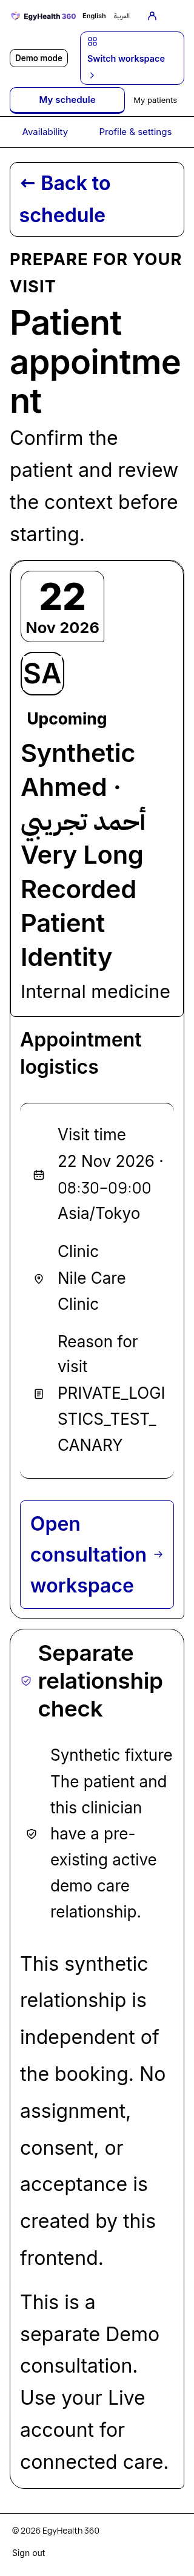 EgyHealth 360 English العربية
Demo mode
Switch workspace
My schedule My patients
Availability Profile & settings
← Back to
schedule
PREPARE FOR YOUR
VISIT
Patient
appointme
nt
Confirm the
patient and review
the context before
starting.
22
Nov 2026
SA
Upcoming
Synthetic
Ahmed ·
أحمد تجريبي
Very Long
Recorded
Patient
Identity
Internal medicine
Appointment
logistics
Visit time
22 Nov 2026 ·
08:30–09:00
Asia/Tokyo
Clinic
Nile Care
Clinic
Reason for
visit
PRIVATE_LOGI
STICS_TEST_
CANARY
Open
consultation →
workspace
Separate
relationship
check
Synthetic fixture
The patient and
this clinician
have a pre-
existing active
demo care
relationship.
This synthetic
relationship is
independent of
the booking. No
assignment,
consent, or
acceptance is
created by this
frontend.
This is a
separate Demo
consultation.
Use your Live
account for
connected care.
© 2026 EgyHealth 360
Sign out